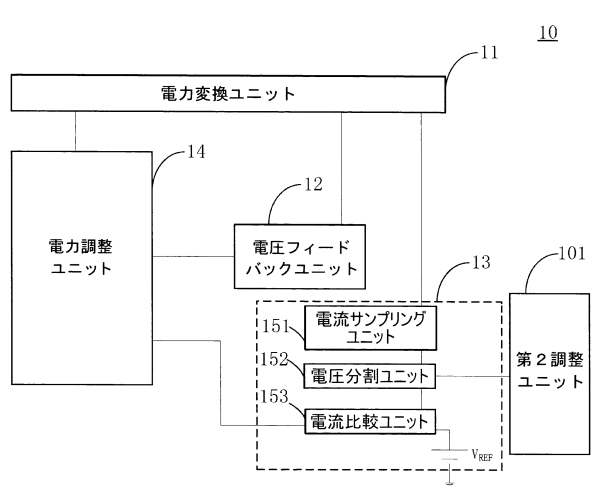 10
11
電力変換ユニット
14
12
電力調整
ユニット
電圧フィード
バックユニット
13
101
151
電流サンプリング
ユニット
152
電圧分割ユニット
第2調整
ユニット
153
電流比較ユニット
VREF